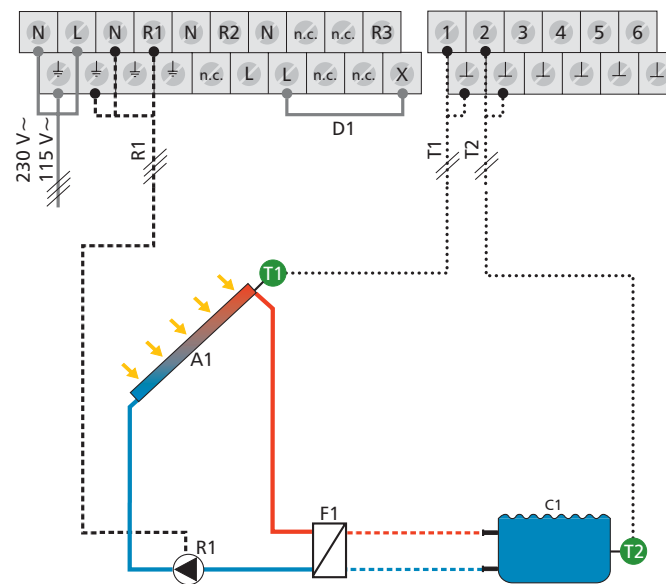 N L N R1 N R2 N n.c. n.c. R3
1 2 3 4 5 6
n.c. L L n.c. n.c. X
D1
230 V~
115 V~
R1
T1
T2
T1
A1
F1
C1
R1
T2